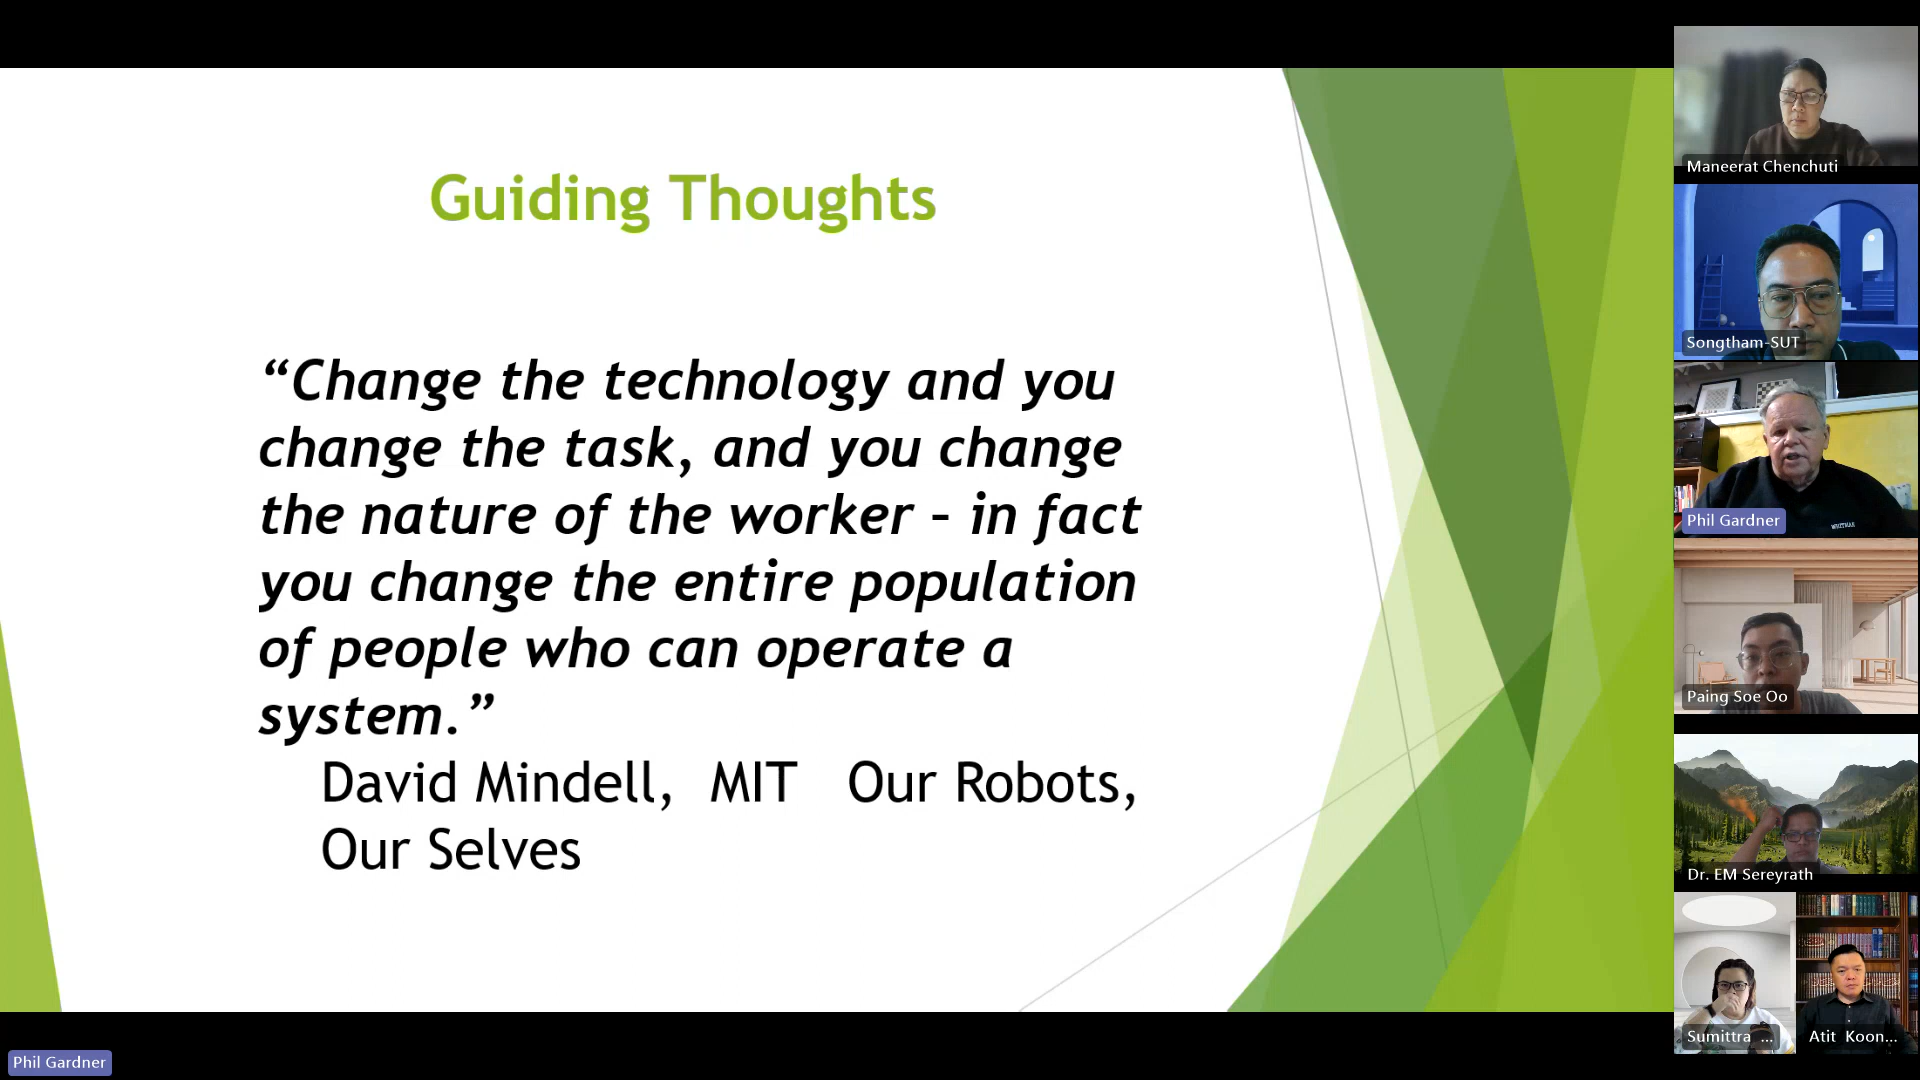 Guiding Thoughts
“Change the technology and you
change the task, and you change
the nature of the worker – in fact
you change the entire population
of people who can operate a
system.”
David Mindell, MIT Our Robots,
Our Selves
Maneerat Chenchuti
Songtham-SUT
Phil Gardner
Paing Soe Oo
Dr. EM Sereyrath
Sumittra ...
Atit Koon...
Phil Gardner